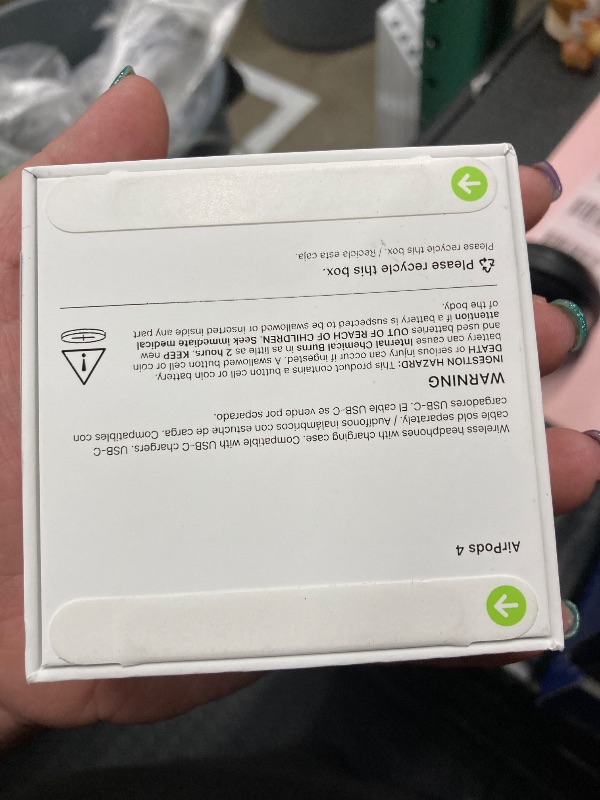 AirPods 4
Wireless headphones with charging case. Compatible with USB-C chargers. USB-C
cable sold separately. / Audífonos inalámbricos con estuche de carga. Compatibles con
cargadores USB-C. El cable USB-C se vende por separado.
WARNING
INGESTION HAZARD: This product contains a button cell or coin battery.
DEATH or serious injury can occur if ingested. A swallowed button cell or coin
battery can cause Internal Chemical Burns in as little as 2 hours. KEEP new
and used batteries OUT OF REACH OF CHILDREN. Seek immediate medical
attention if a battery is suspected to be swallowed or inserted inside any part
of the body.
Please recycle this box.
Please recycle this box. / Recicla esta caja.